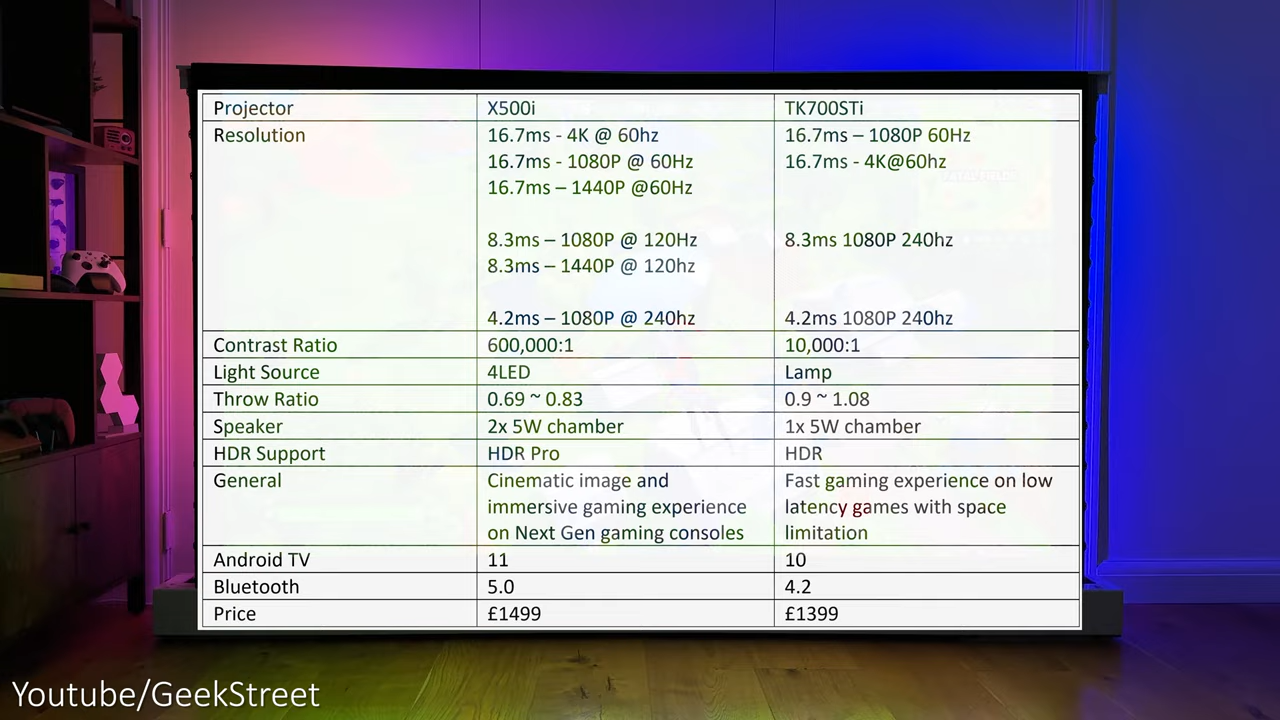 Projector X500i TK700STi
Resolution 16.7ms - 4K @ 60hz 16.7ms – 1080P 60Hz
16.7ms - 1080P @ 60Hz 16.7ms - 4K@60hz
16.7ms – 1440P @60Hz
FATAL FIELDS
8.3ms – 1080P @ 120Hz 8.3ms 1080P 240hz
8.3ms – 1440P @ 120hz
4.2ms – 1080P @ 240hz 4.2ms 1080P 240hz
Contrast Ratio 600,000:1 10,000:1
Light Source 4LED Lamp
Throw Ratio 0.69 ~ 0.83 0.9 ~ 1.08
Speaker 2x 5W chamber 1x 5W chamber
HDR Support HDR Pro HDR
General Cinematic image and Fast gaming experience on low
immersive gaming experience latency games with space
on Next Gen gaming consoles limitation
Android TV 11 10
Bluetooth 5.0 4.2
Price £1499 £1399
Youtube/GeekStreet